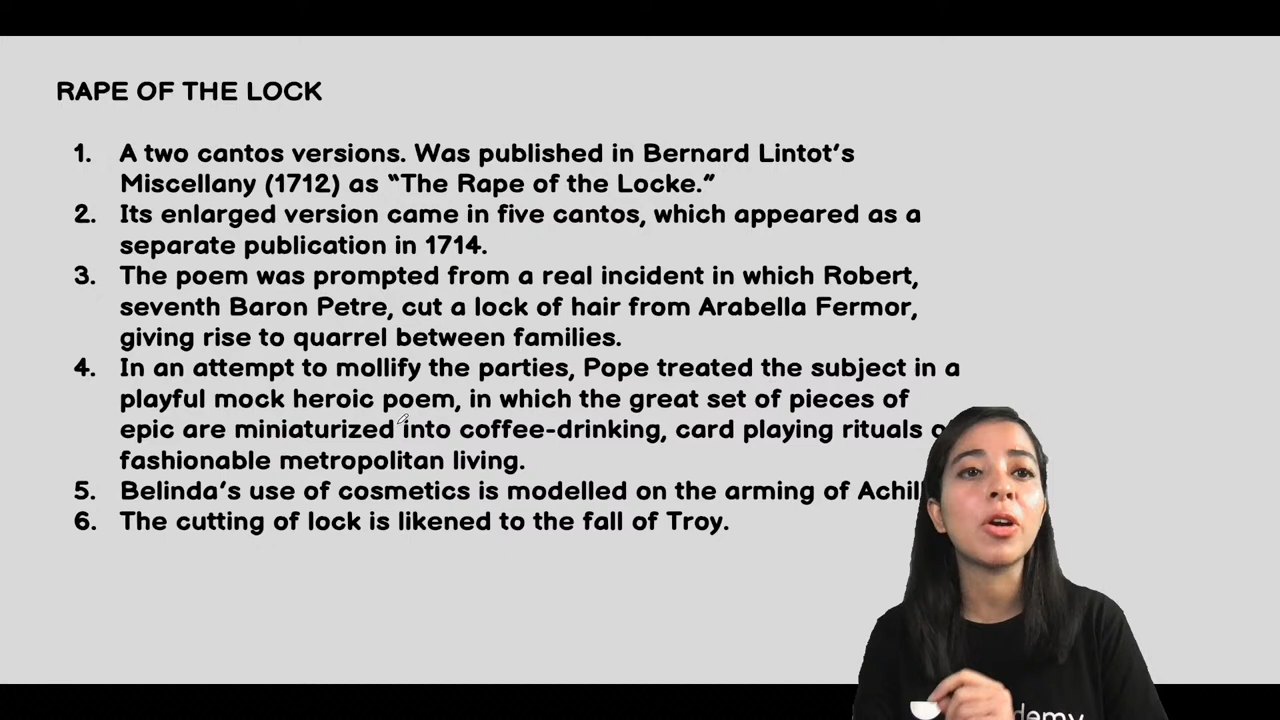 RAPE OF THE LOCK
1. A two cantos versions. Was published in Bernard Lintot's
Miscellany (1712) as “The Rape of the Locke.”
2. Its enlarged version came in five cantos, which appeared as a
separate publication in 1714.
3. The poem was prompted from a real incident in which Robert,
seventh Baron Petre, cut a lock of hair from Arabella Fermor,
giving rise to quarrel between families.
4. In an attempt to mollify the parties, Pope treated the subject in a
playful mock heroic poem, in which the great set of pieces of
epic are miniaturized into coffee-drinking, card playing rituals
fashionable metropolitan living.
5. Belinda's use of cosmetics is modelled on the arming of
6. The cutting of lock is likened to the fall of Troy.